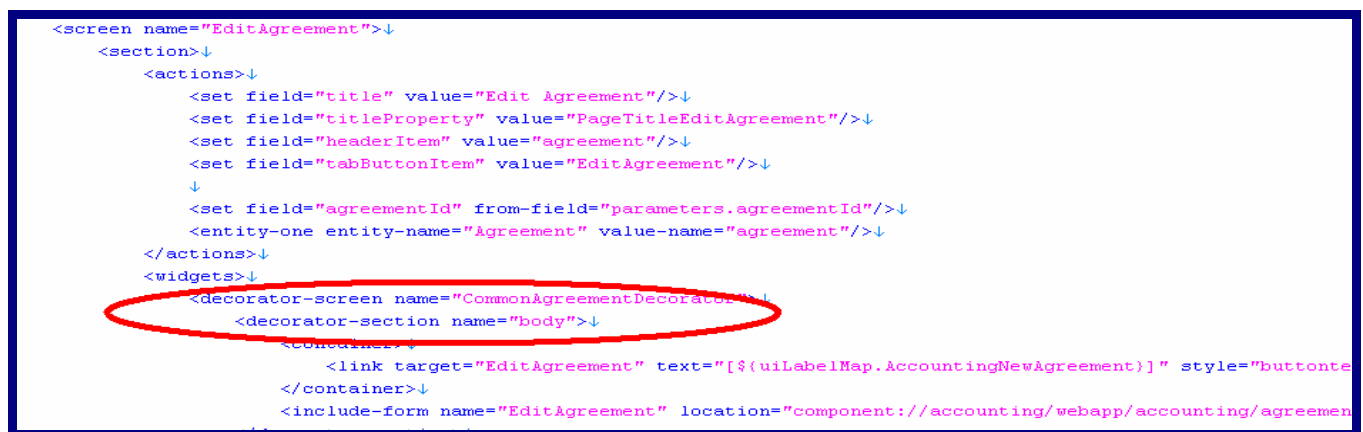 <screen name="EditAgreement">↓
<section>↓
<actions>↓
<set field="title" value="Edit Agreement"/>↓
<set field="titleProperty" value="PageTitleEditAgreement"/>↓
<set field="headerItem" value="agreement"/>↓
<set field="tabButtonItem" value="EditAgreement"/>↓
↓
<set field="agreementId" from-field="parameters.agreementId"/>↓
<entity-one entity-name="Agreement" value-name="agreement"/>↓
</actions>↓
<widgets>↓
<decorator-screen name="CommonAgreementDecorator">↓
<decorator-section name="body">↓
<container>↓
<link target="EditAgreement" text="[${uiLabelMap.AccountingNewAgreement}]" style="buttonte
</container>↓
<include-form name="EditAgreement" location="component://accounting/webapp/accounting/agreemen